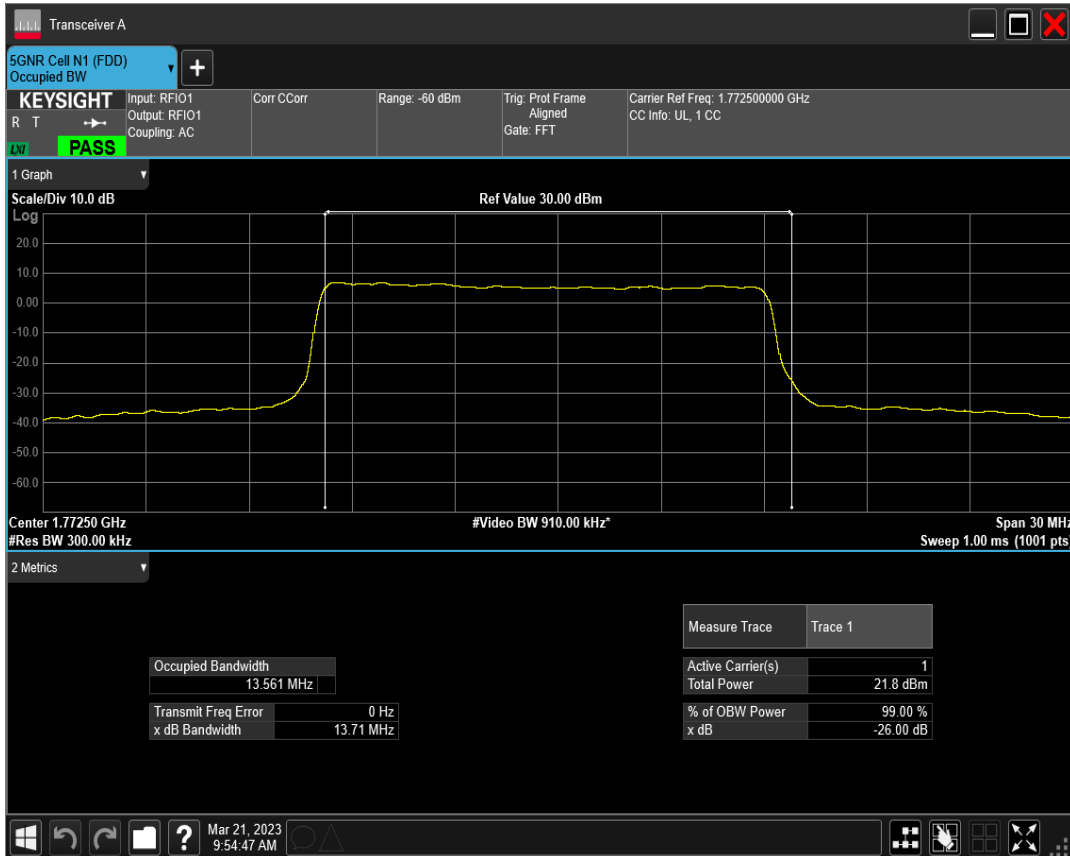 Transceiver A
5GNR Cell N1 (FDD)
Occupied BW
+
KEYSIGHT
R T
LXI
PASS
Input: RFIO1
Output: RFIO1
Coupling: AC
Corr CCorr
Range: -60 dBm
Trig: Prot Frame
Aligned
Gate: FFT
Carrier Ref Freq: 1.772500000 GHz
CC Info: UL, 1 CC
1 Graph
Scale/Div 10.0 dB
Ref Value 30.00 dBm
Log
20.0
10.0
0.00
-10.0
-20.0
-30.0
-40.0
-50.0
-60.0
Center 1.77250 GHz
#Video BW 910.00 kHz*
Span 30 MHz
#Res BW 300.00 kHz
Sweep 1.00 ms (1001 pts)
2 Metrics
Measure Trace Trace 1
Occupied Bandwidth
13.561 MHz
Active Carrier(s) 1
Total Power 21.8 dBm
Transmit Freq Error 0 Hz
x dB Bandwidth 13.71 MHz
% of OBW Power 99.00 %
x dB -26.00 dB
?
Mar 21, 2023
9:54:47 AM